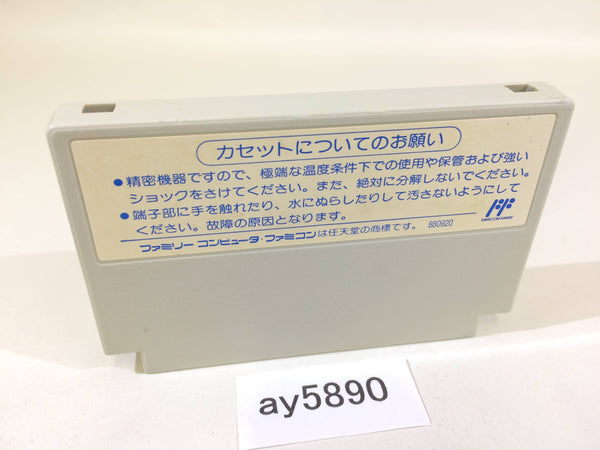 カセットについてのお願い
●精密機器ですので、極端な温度条件下での使用や保管および強い
ショックをさけてください。また、絶対に分解しないでください。
●端子部に手を触れたり、水にぬらしたりして汚さないようにして
ください。故障の原因となります。
ファミリー コンピュータ・ファミコンは任天堂の商標です。 880920
ay5890